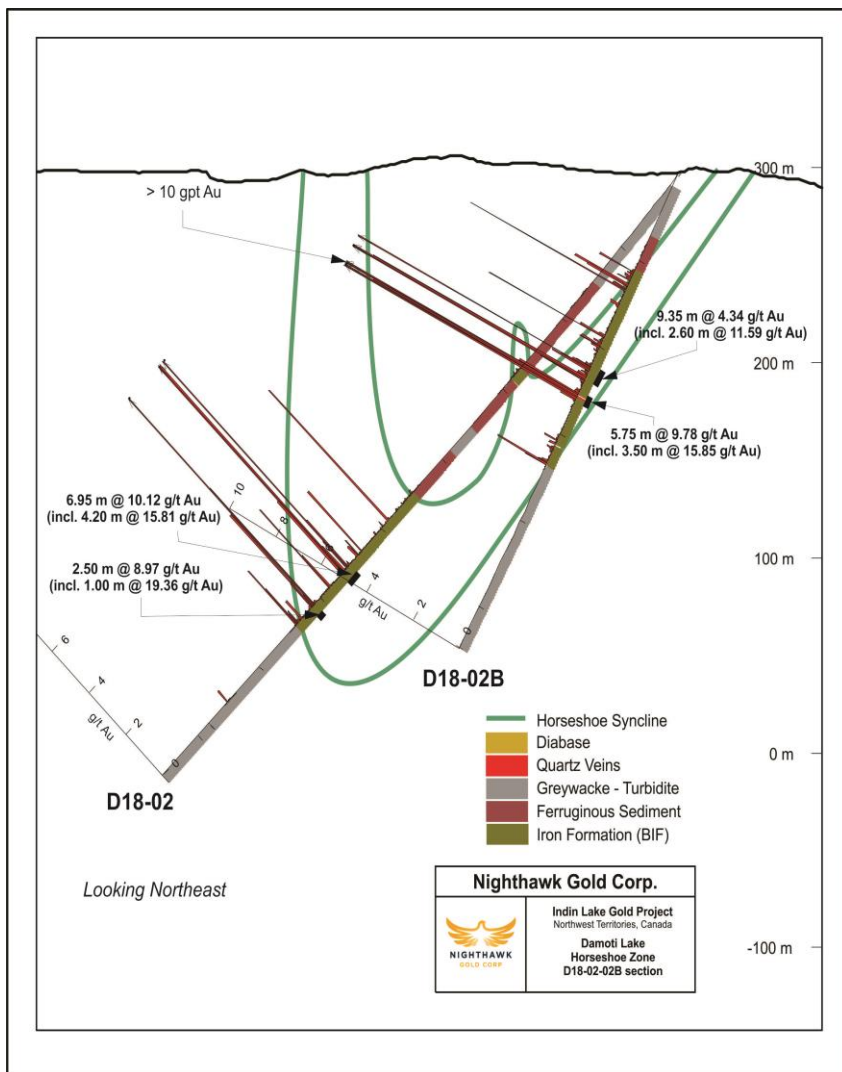 300 m
> 10 gpt Au
9.35 m @ 4.34 g/t Au
(incl. 2.60 m @ 11.59 g/t Au)
200 m
5.75 m @ 9.78 g/t Au
(incl. 3.50 m @ 15.85 g/t Au)
10
8
6
4
2
0
g/t Au
6.95 m @ 10.12 g/t Au
(incl. 4.20 m @ 15.81 g/t Au)
2.50 m @ 8.97 g/t Au
(incl. 1.00 m @ 19.36 g/t Au)
100 m
6
4
2
0
g/t Au
D18-02B
D18-02
Horseshoe Syncline
Diabase
Quartz Veins
Greywacke - Turbidite
Ferruginous Sediment
Iron Formation (BIF)
0 m
Looking Northeast
Nighthawk Gold Corp.
NIGHTHAWK
GOLD CORP.
Indin Lake Gold Project
Northwest Territories, Canada
Damoti Lake
Horseshoe Zone
D18-02-02B section
-100 m